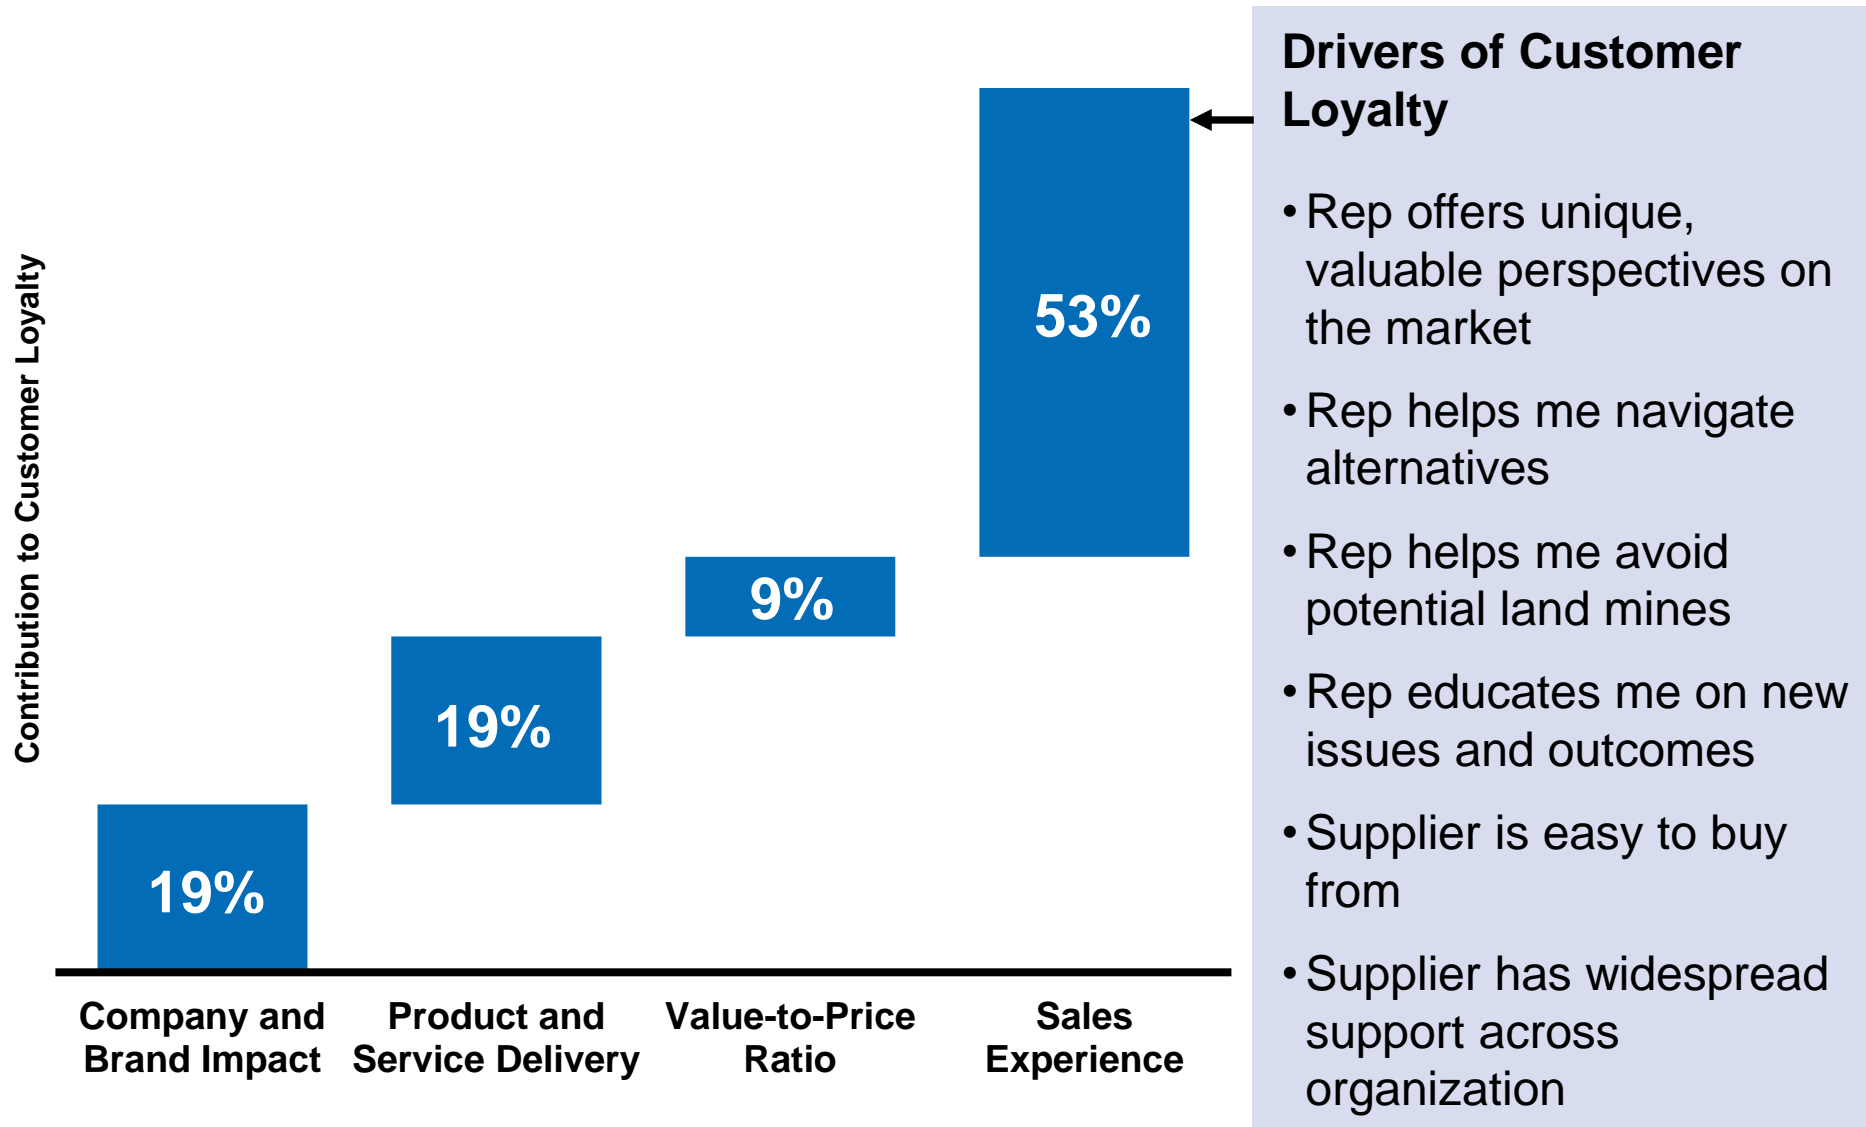 Contribution to Customer Loyalty
19%
19%
9%
53%
Company and
Brand Impact
Product and
Service Delivery
Value-to-Price
Ratio
Sales
Experience
Drivers of Customer
Loyalty
• Rep offers unique,
valuable perspectives on
the market
• Rep helps me navigate
alternatives
• Rep helps me avoid
potential land mines
• Rep educates me on new
issues and outcomes
• Supplier is easy to buy
from
• Supplier has widespread
support across
organization